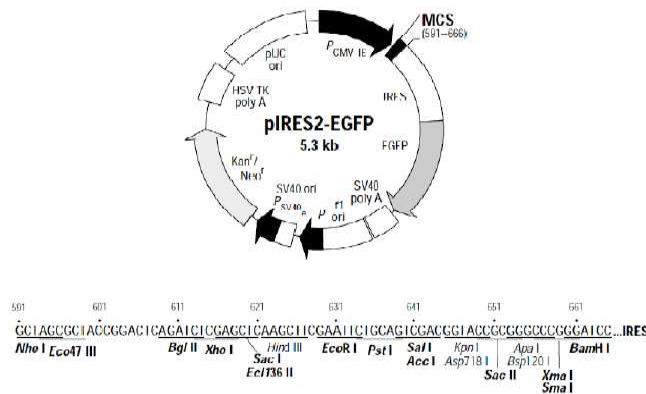 pUC
ori
P CMV IE
MCS
(591–666)
HSV TK
poly A
IRES
pIRES2-EGFP
5.3 kb
EGFP
Kanr/
Neor
SV40 ori
P SV40 e
P
f1
ori
SV40
poly A
591 601 611 621 631 641 651 661
GCTAGCGCTACCGGACTCAGATCTCGAGCTCAAGCTTCGAATTCTGCAGTCGACGGTACCGCGGGCCCGGGATCC...IRES
Nhe I Eco47 III Bgl II Xho I Hind III EcoR I Pst I Sal I Kpn I Apa I BamH I
Sac I Acc I Asp718 I Bsp120 I
Ecl136 II Sac II Xma I
Sma I